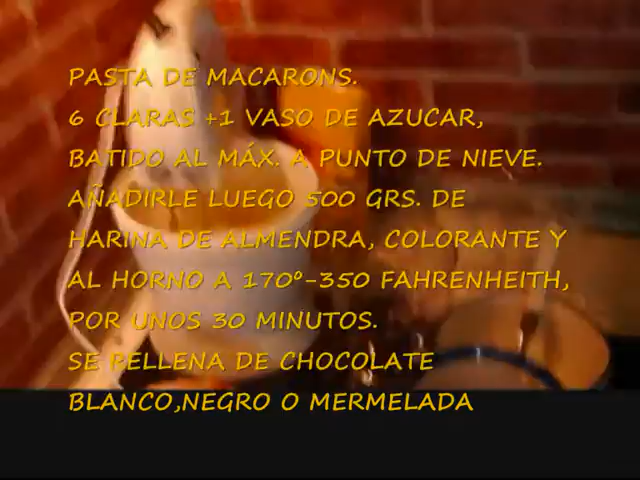 PASTA DE MACARONS.
6 CLARAS +1 VASO DE AZUCAR,
BATIDO AL MÁX. A PUNTO DE NIEVE.
AÑADIRLE LUEGO 500 GRS. DE
HARINA DE ALMENDRA, COLORANTE Y
AL HORNO A 170º-350 FAHRENHEITH,
POR UNOS 30 MINUTOS.
SE RELLENA DE CHOCOLATE
BLANCO,NEGRO O MERMELADA